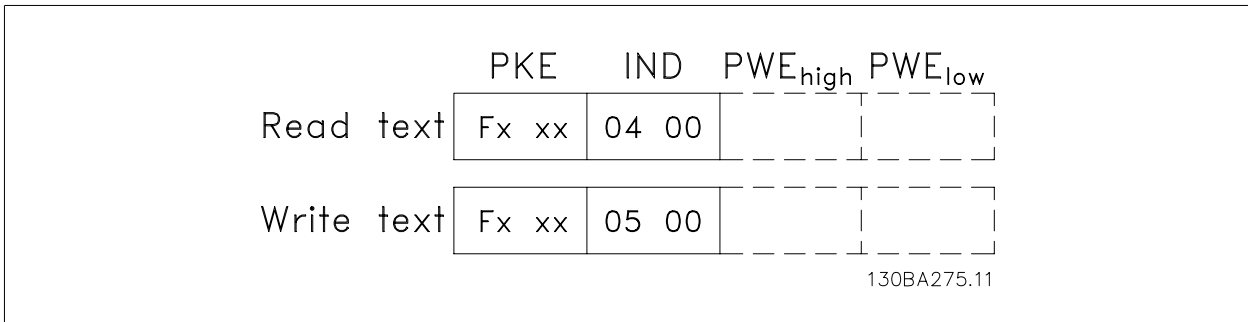 PKE IND PWEhigh PWElow
Read text Fx xx 04 00
Write text Fx xx 05 00
130BA275.11